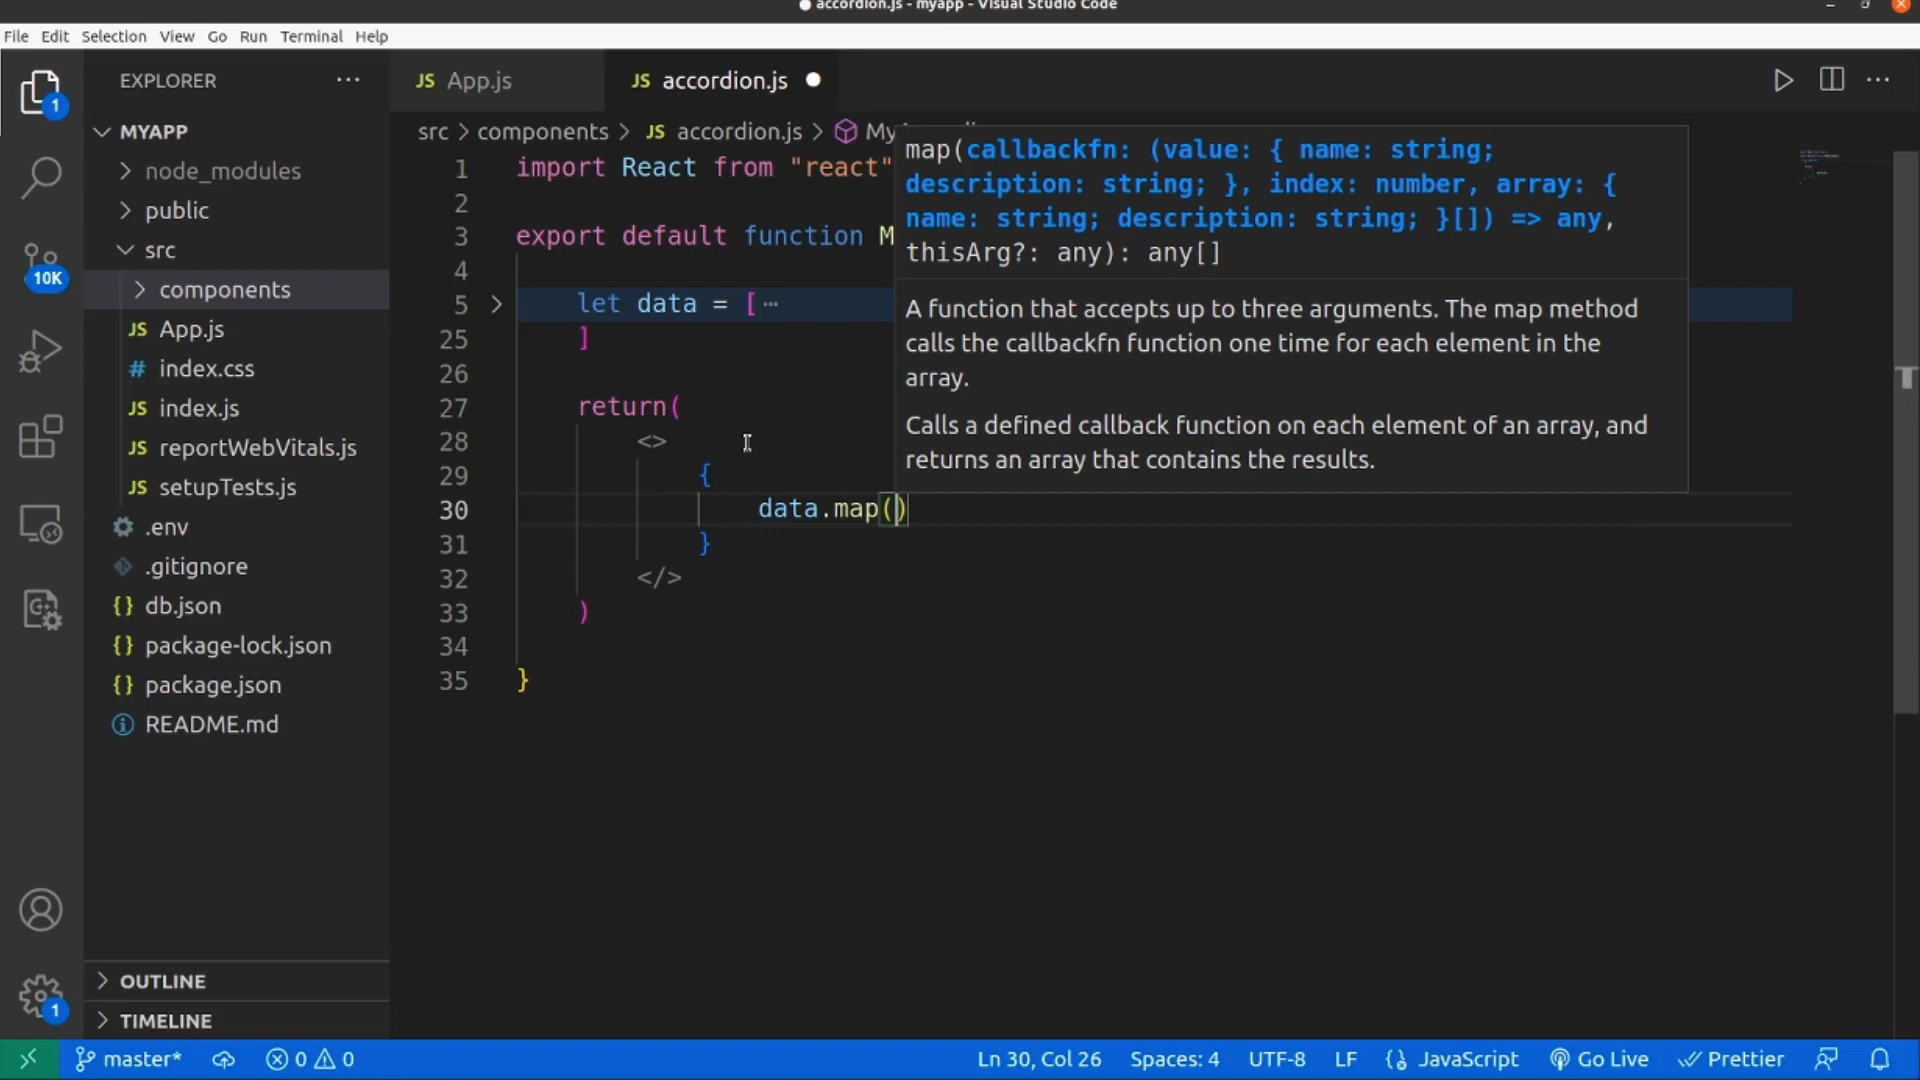 accordion.js - myapp - Visual Studio Code
File Edit Selection View Go Run Terminal Help
EXPLORER
JS App.js
JS accordion.js
MYAPP
src > components > JS accordion.js >
node_modules
public
src
components
JS App.js
# index.css
JS index.js
JS reportWebVitals.js
JS setupTests.js
.env
.gitignore
{} db.json
{} package-lock.json
{} package.json
README.md
OUTLINE
TIMELINE
1
10K
1
1 import React from "react"
2
3 export default function M
4
5 let data = [ ⋯
25 ]
26
27 return(
28 <>
29 {
30 data.map()
31 }
32 </>
33 )
34
35 }
map(callbackfn: (value: { name: string;
description: string; }, index: number, array: {
name: string; description: string; }[]) => any,
thisArg?: any): any[]
A function that accepts up to three arguments. The map method
calls the callbackfn function one time for each element in the
array.
Calls a defined callback function on each element of an array, and
returns an array that contains the results.
master* 0 0 Ln 30, Col 26 Spaces: 4 UTF-8 LF JavaScript Go Live Prettier